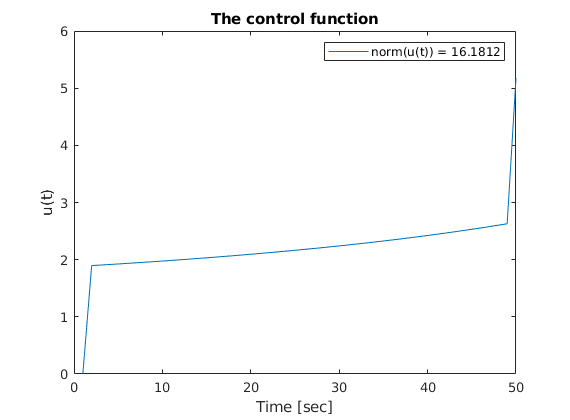 The control function
norm(u(t)) = 16.1812
6
5
4
3
2
1
0
u(t)
0 10 20 30 40 50
Time [sec]